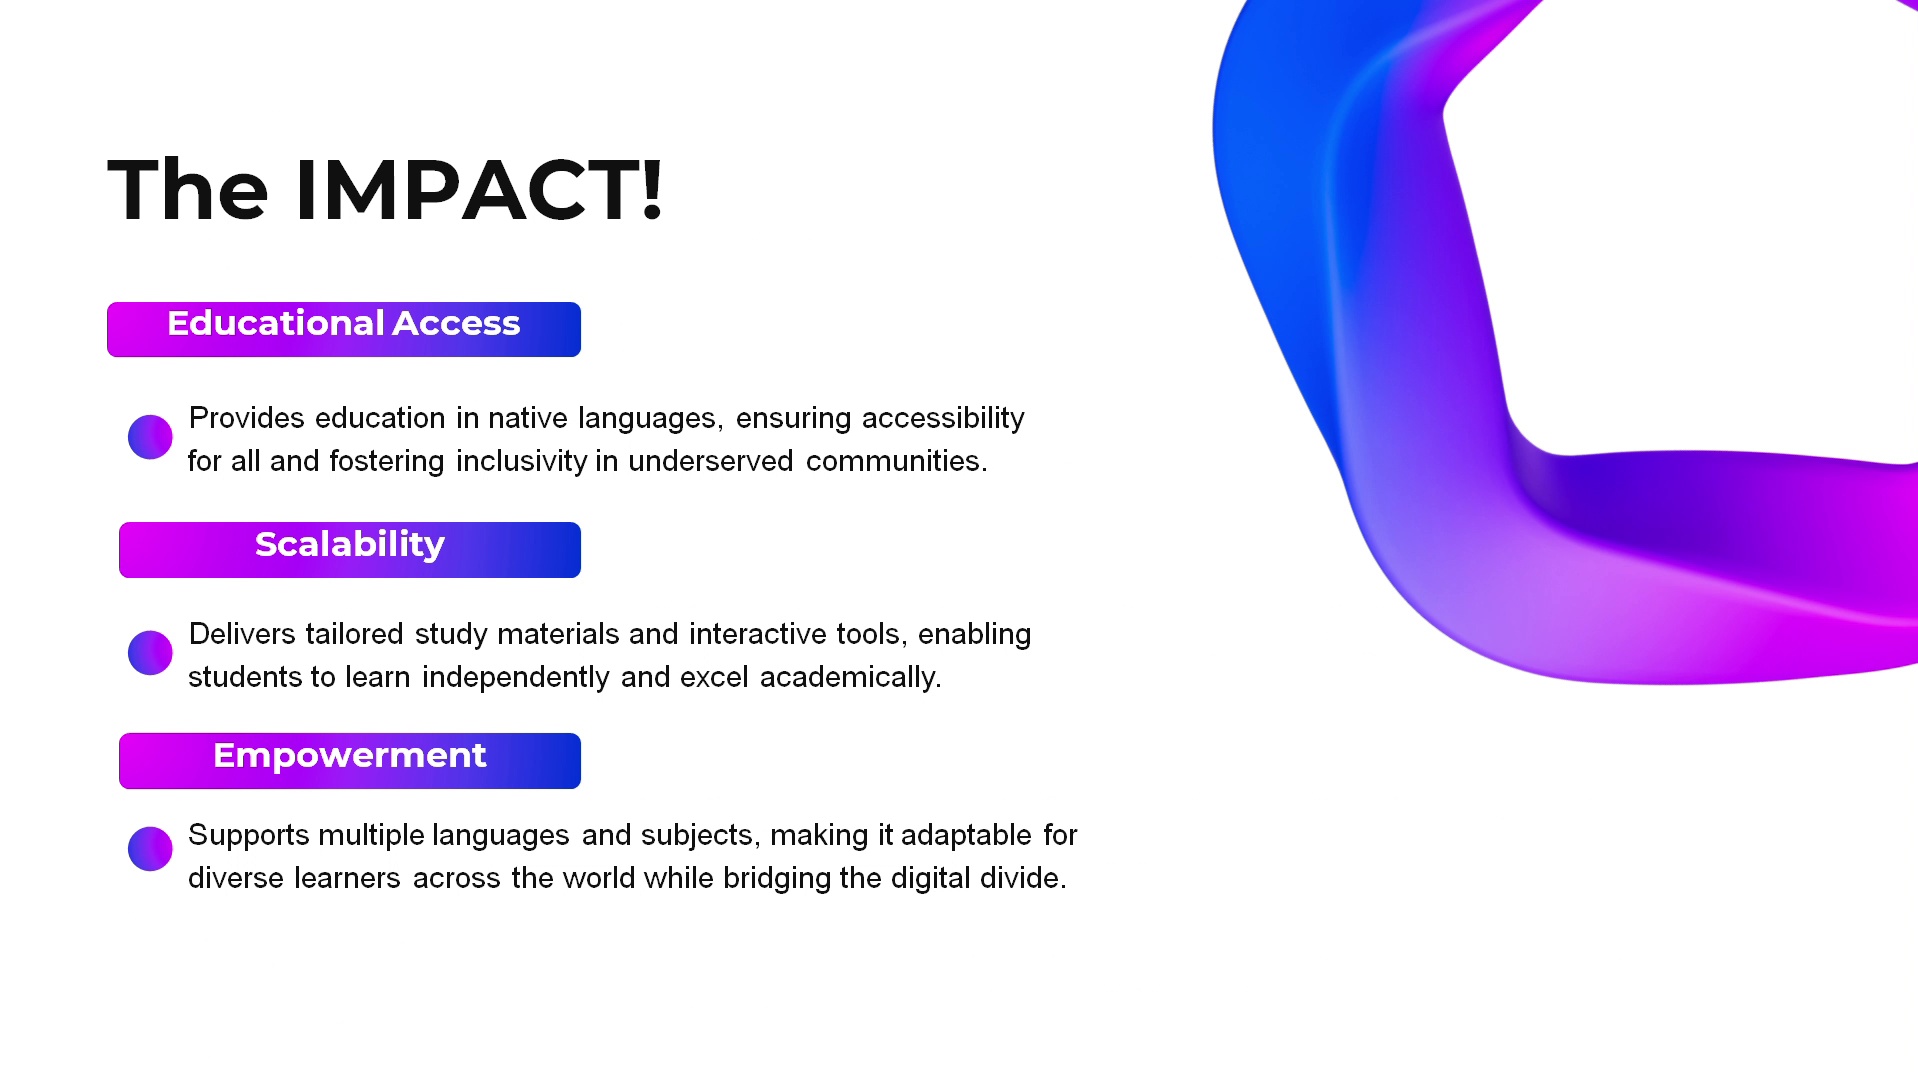 The IMPACT!
Educational Access
Provides education in native languages, ensuring accessibility
for all and fostering inclusivity in underserved communities.
Scalability
Delivers tailored study materials and interactive tools, enabling
students to learn independently and excel academically.
Empowerment
Supports multiple languages and subjects, making it adaptable for
diverse learners across the world while bridging the digital divide.